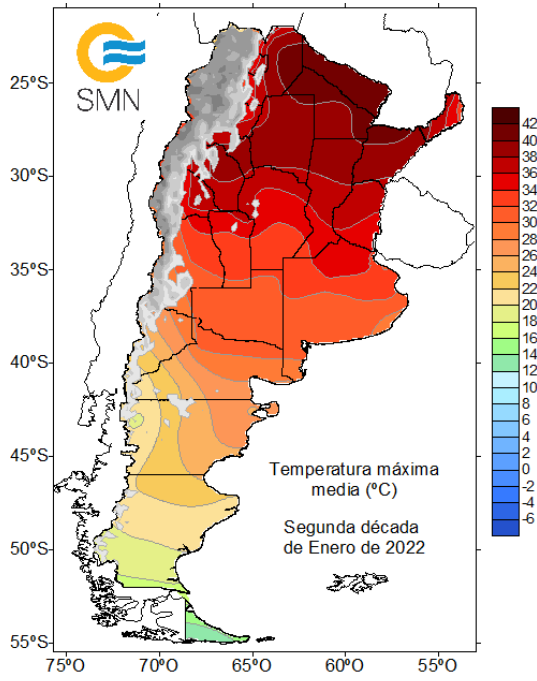 SMN
25ºS
30ºS
35ºS
40ºS
45ºS
50ºS
55ºS
75ºO
70ºO
65ºO
60ºO
55ºO
Temperatura máxima
media (ºC)
Segunda década
de Enero de 2022
42
40
38
36
34
32
30
28
26
24
22
20
18
16
14
12
10
8
6
4
2
0
-2
-4
-6